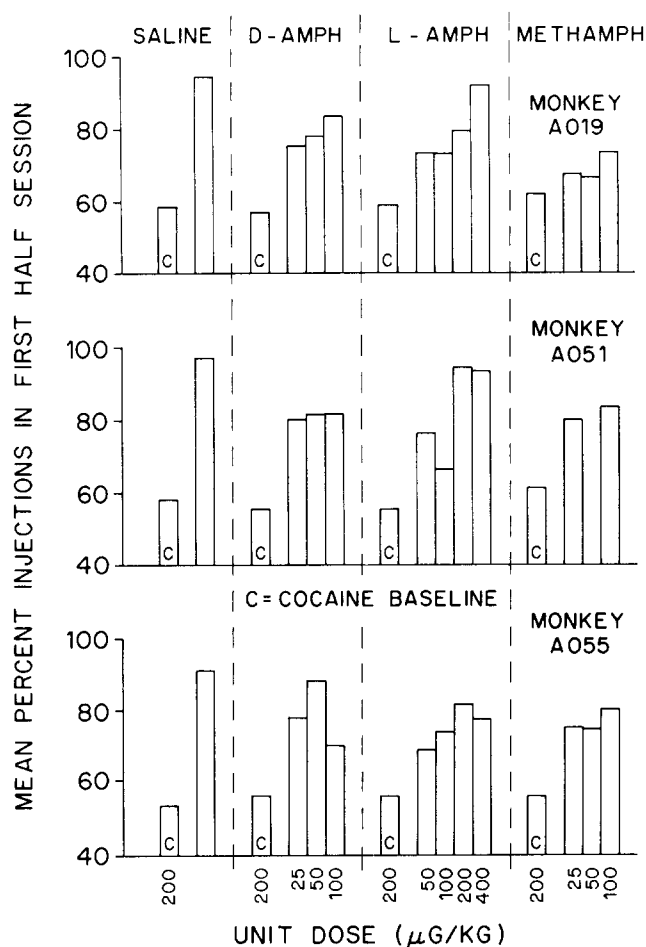 SALINE D-AMPH L-AMPH METHAMPH
MEAN PERCENT INJECTIONS IN FIRST HALF SESSION
100
80
60
40
C C C C
MONKEY
A019
100
80
60
40
C C C C
MONKEY
A051
C=COCAINE BASELINE
100
80
60
40
C C C C
MONKEY
A055
200 200 25 50 100 200 50 100 200 400 200 25 50 100
UNIT DOSE (μG/KG)